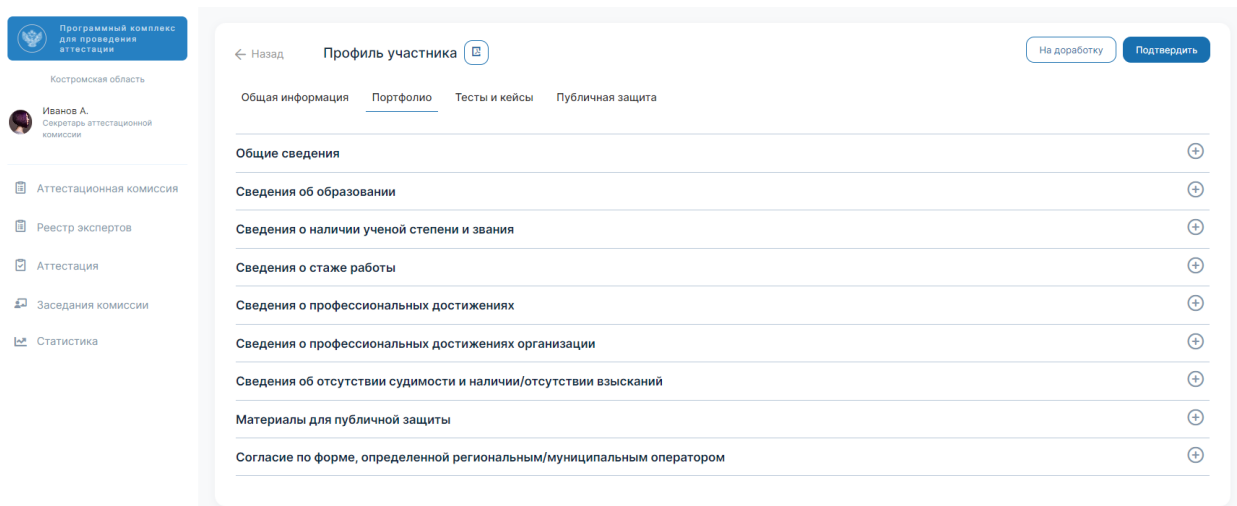 Программный комплекс
для проведения
аттестации
Костромская область
Иванов А.
Секретарь аттестационной
комиссии
Аттестационная комиссия
Реестр экспертов
Аттестация
Заседания комиссии
Статистика
← Назад Профиль участника На доработку Подтвердить
Общая информация Портфолио Тесты и кейсы Публичная защита
Общие сведения
Сведения об образовании
Сведения о наличии ученой степени и звания
Сведения о стаже работы
Сведения о профессиональных достижениях
Сведения о профессиональных достижениях организации
Сведения об отсутствии судимости и наличии/отсутствии взысканий
Материалы для публичной защиты
Согласие по форме, определенной региональным/муниципальным оператором